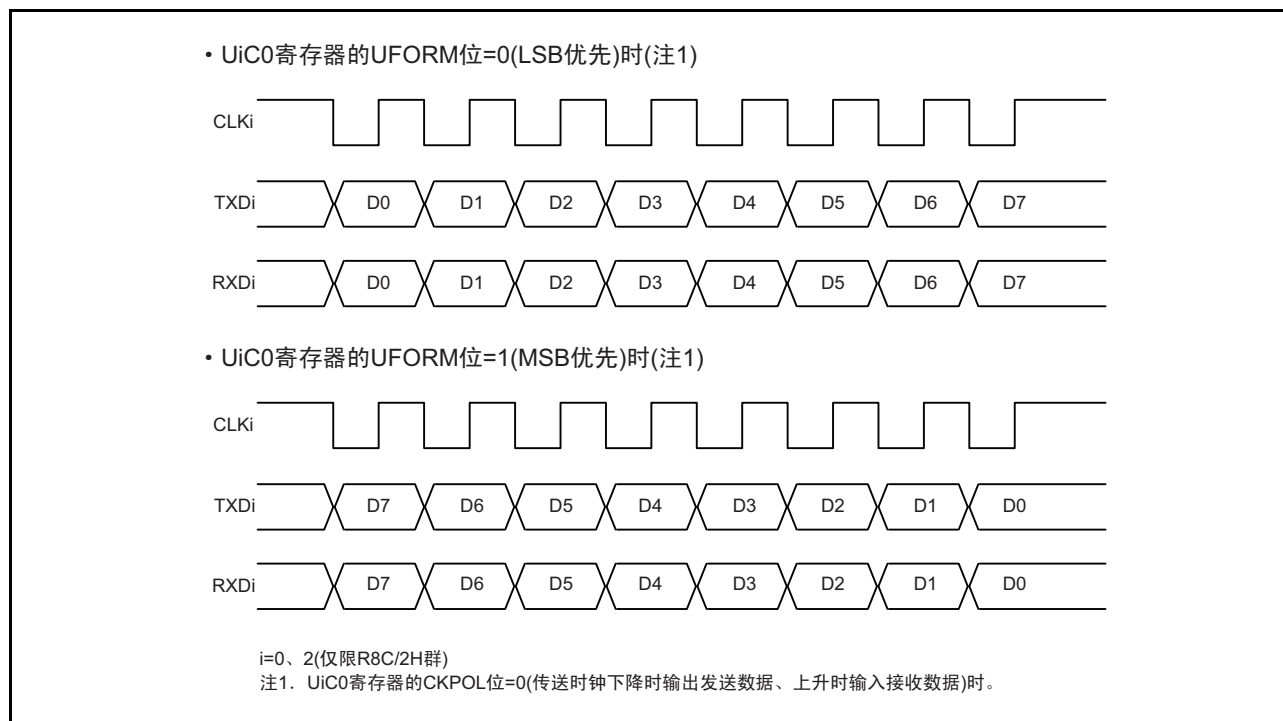 • UiC0寄存器的UFORM位=0(LSB优先)时(注1)
CLKi
TXDi D0 D1 D2 D3 D4 D5 D6 D7
RXDi D0 D1 D2 D3 D4 D5 D6 D7
• UiC0寄存器的UFORM位=1(MSB优先)时(注1)
CLKi
TXDi D7 D6 D5 D4 D3 D2 D1 D0
RXDi D7 D6 D5 D4 D3 D2 D1 D0
i=0、2(仅限R8C/2H群)
注1. UiC0寄存器的CKPOL位=0(传送时钟下降时输出发送数据、上升时输入接收数据)时。